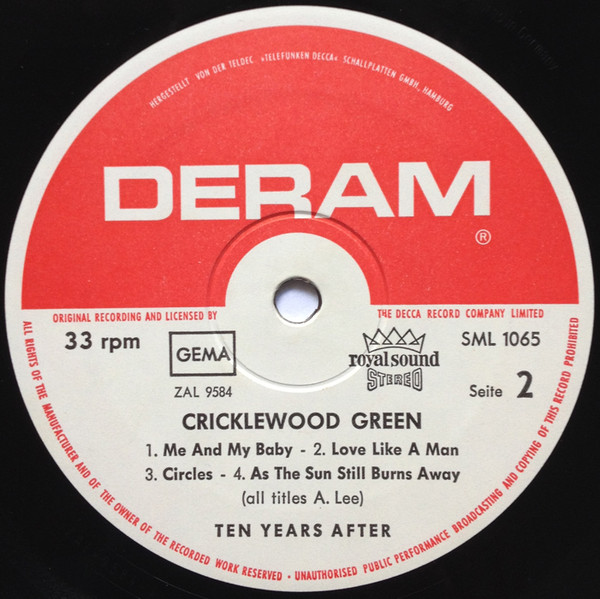 HERGESTELLT VON DER TELDEC »TELEFUNKEN DECCA« SCHALLPLATTEN GMBH, HAMBURG
DERAM
®
ORIGINAL RECORDING AND LICENSED BY THE DECCA RECORD COMPANY LIMITED
33 rpm
GEMA
royal sound
STEREO
SML 1065
ZAL 9584
Seite 2
CRICKLEWOOD GREEN
1. Me And My Baby - 2. Love Like A Man
3. Circles - 4. As The Sun Still Burns Away
(all titles A. Lee)
TEN YEARS AFTER
ALL RIGHTS OF THE MANUFACTURER AND OF THE OWNER OF THE RECORDED WORK RESERVED • UNAUTHORISED PUBLIC PERFORMANCE BROADCASTING AND COPYING OF THIS RECORD PROHIBITED